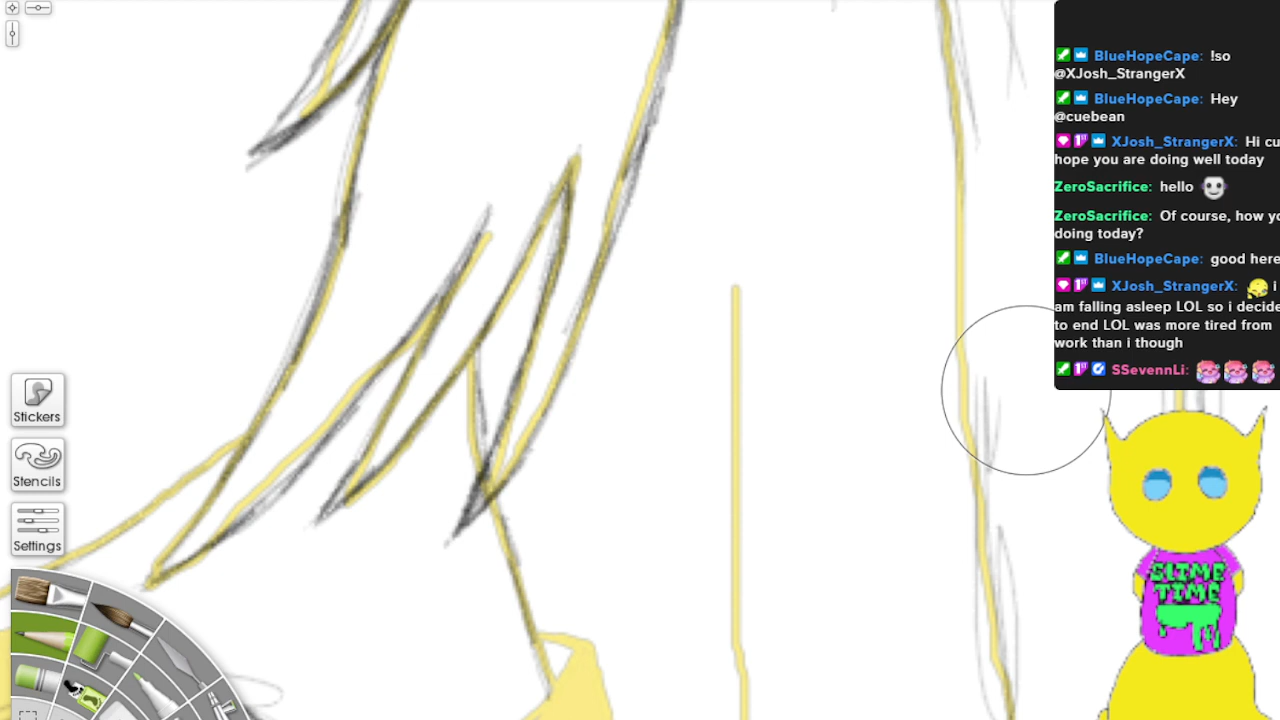 BlueHopeCape: !so
@XJosh_StrangerX
BlueHopeCape: Hey
@cuebean
XJosh_StrangerX: Hi cu
hope you are doing well today
ZeroSacrifice: hello
ZeroSacrifice: Of course, how yo
doing today?
BlueHopeCape: good here
XJosh_StrangerX: i
am falling asleep LOL so i decide
to end LOL was more tired from
work than i though
SSevennLi:
Stickers
Stencils
Settings
SLIME
TIME